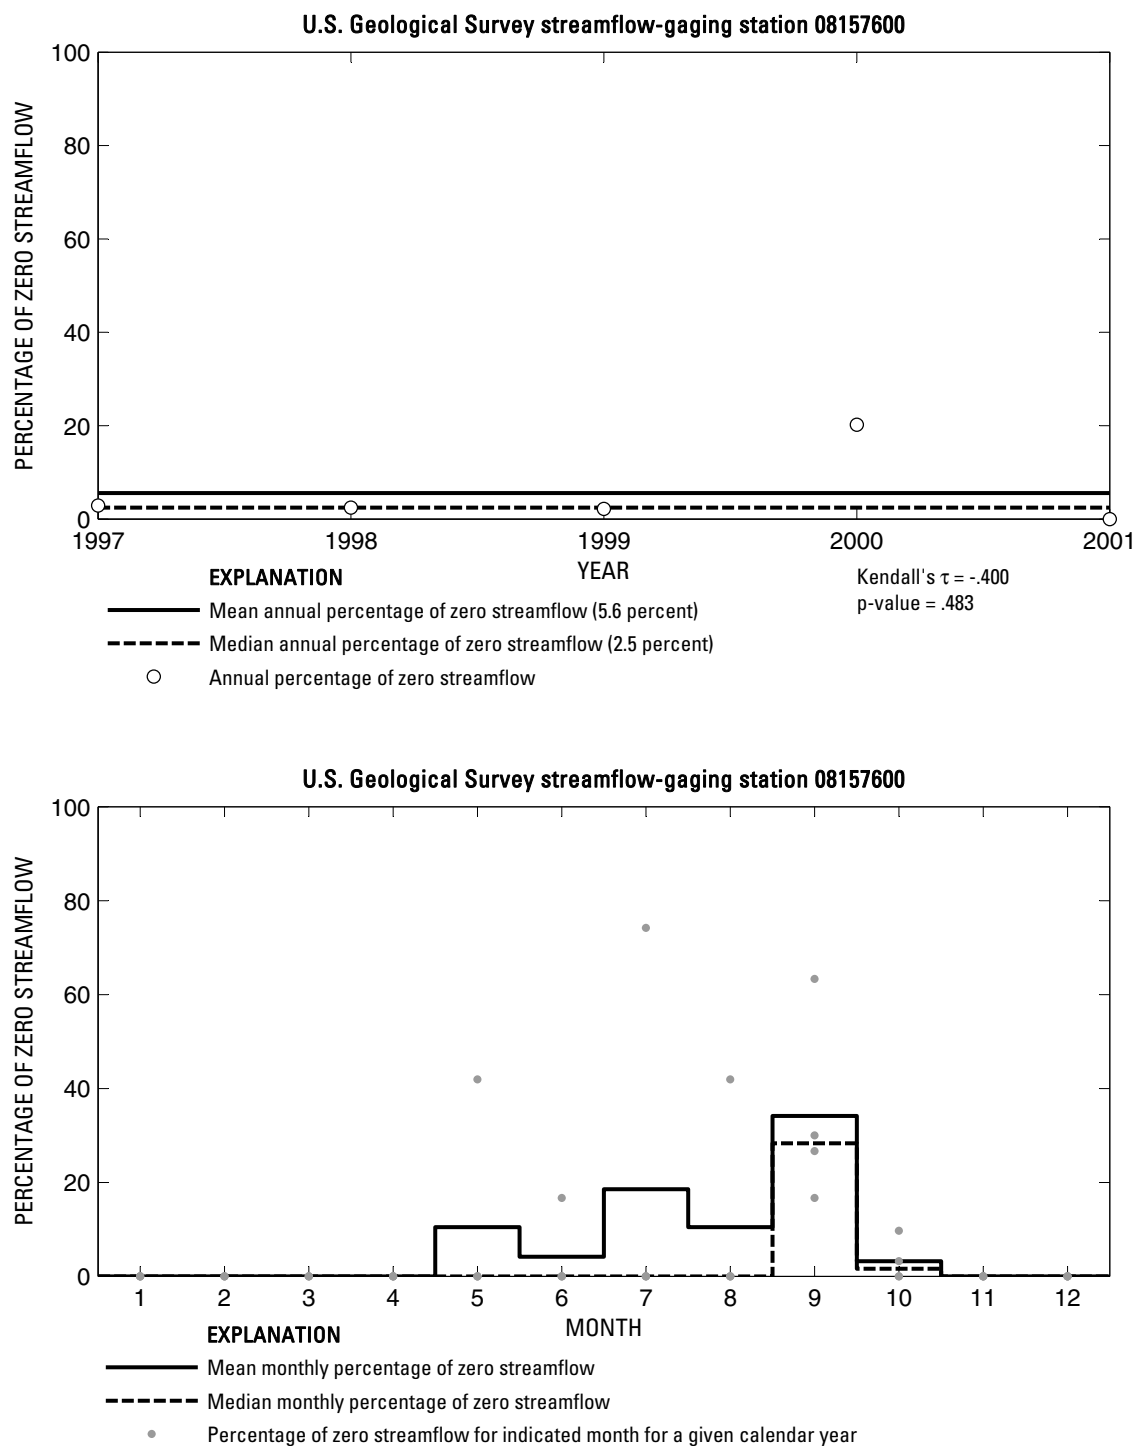 U.S. Geological Survey streamflow-gaging station 08157600
PERCENTAGE OF ZERO STREAMFLOW
100
80
60
40
20
0
1997 1998 1999 2000 2001
YEAR
Kendall's τ = -.400
p-value = .483
EXPLANATION
Mean annual percentage of zero streamflow (5.6 percent)
Median annual percentage of zero streamflow (2.5 percent)
Annual percentage of zero streamflow
U.S. Geological Survey streamflow-gaging station 08157600
PERCENTAGE OF ZERO STREAMFLOW
100
80
60
40
20
0
1 2 3 4 5 6 7 8 9 10 11 12
MONTH
EXPLANATION
Mean monthly percentage of zero streamflow
Median monthly percentage of zero streamflow
Percentage of zero streamflow for indicated month for a given calendar year